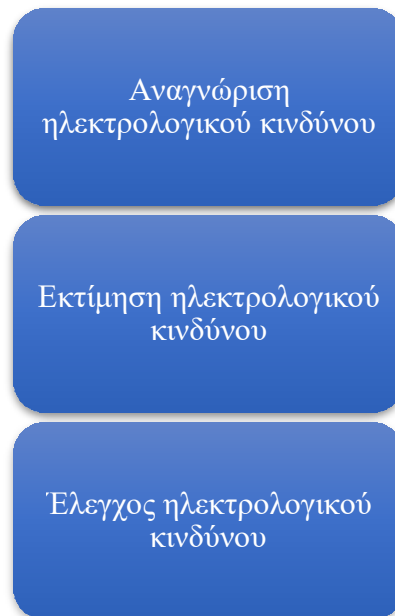 Αναγνώριση
ηλεκτρολογικού κινδύνου
Εκτίμηση ηλεκτρολογικού
κινδύνου
Έλεγχος ηλεκτρολογικού
κινδύνου